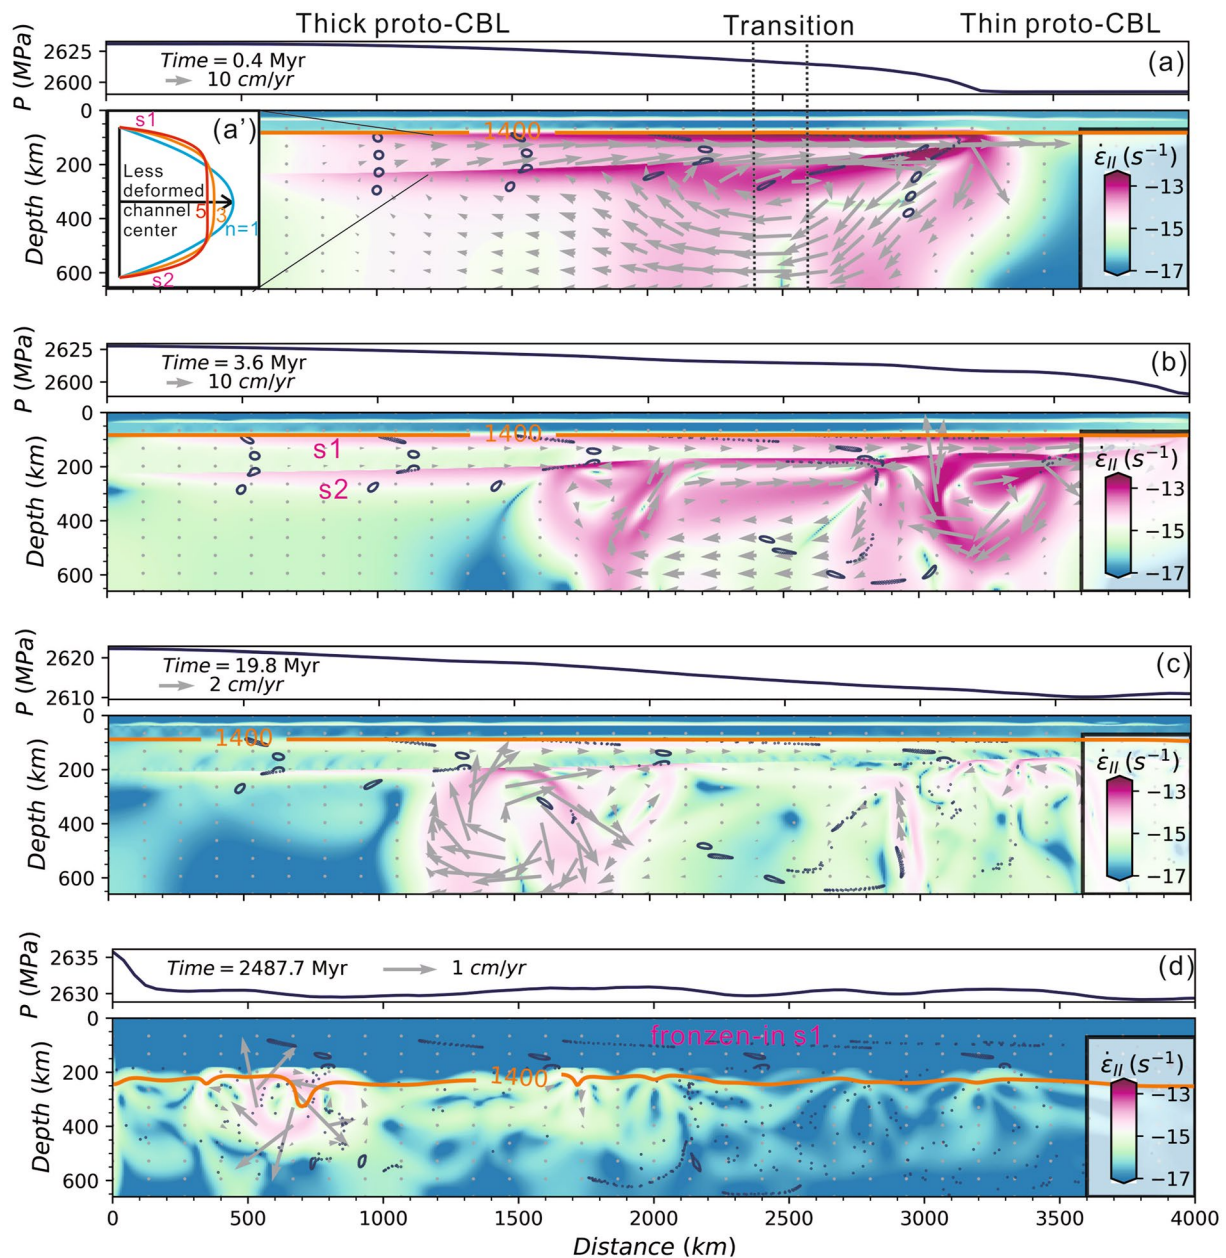 Thick proto-CBL Transition Thin proto-CBL
P (MPa)
2625
2600
Time = 0.4 Myr
10 cm/yr
(a)
Depth (km)
0
200
400
600
1400
s1
(a')
Less
deformed
channel
center
5 3 n=1
s2
ε̇II (s⁻¹)
−13
−15
−17
P (MPa)
2625
2600
Time = 3.6 Myr
10 cm/yr
(b)
Depth (km)
0
200
400
600
1400
s1
s2
ε̇II (s⁻¹)
−13
−15
−17
P (MPa)
2620
2610
Time = 19.8 Myr
2 cm/yr
(c)
Depth (km)
0
200
400
600
1400
ε̇II (s⁻¹)
−13
−15
−17
P (MPa)
2635
2630
Time = 2487.7 Myr 1 cm/yr
(d)
Depth (km)
0
200
400
600
fronzen-in s1
1400
ε̇II (s⁻¹)
−13
−15
−17
0 500 1000 1500 2000 2500 3000 3500 4000
Distance (km)